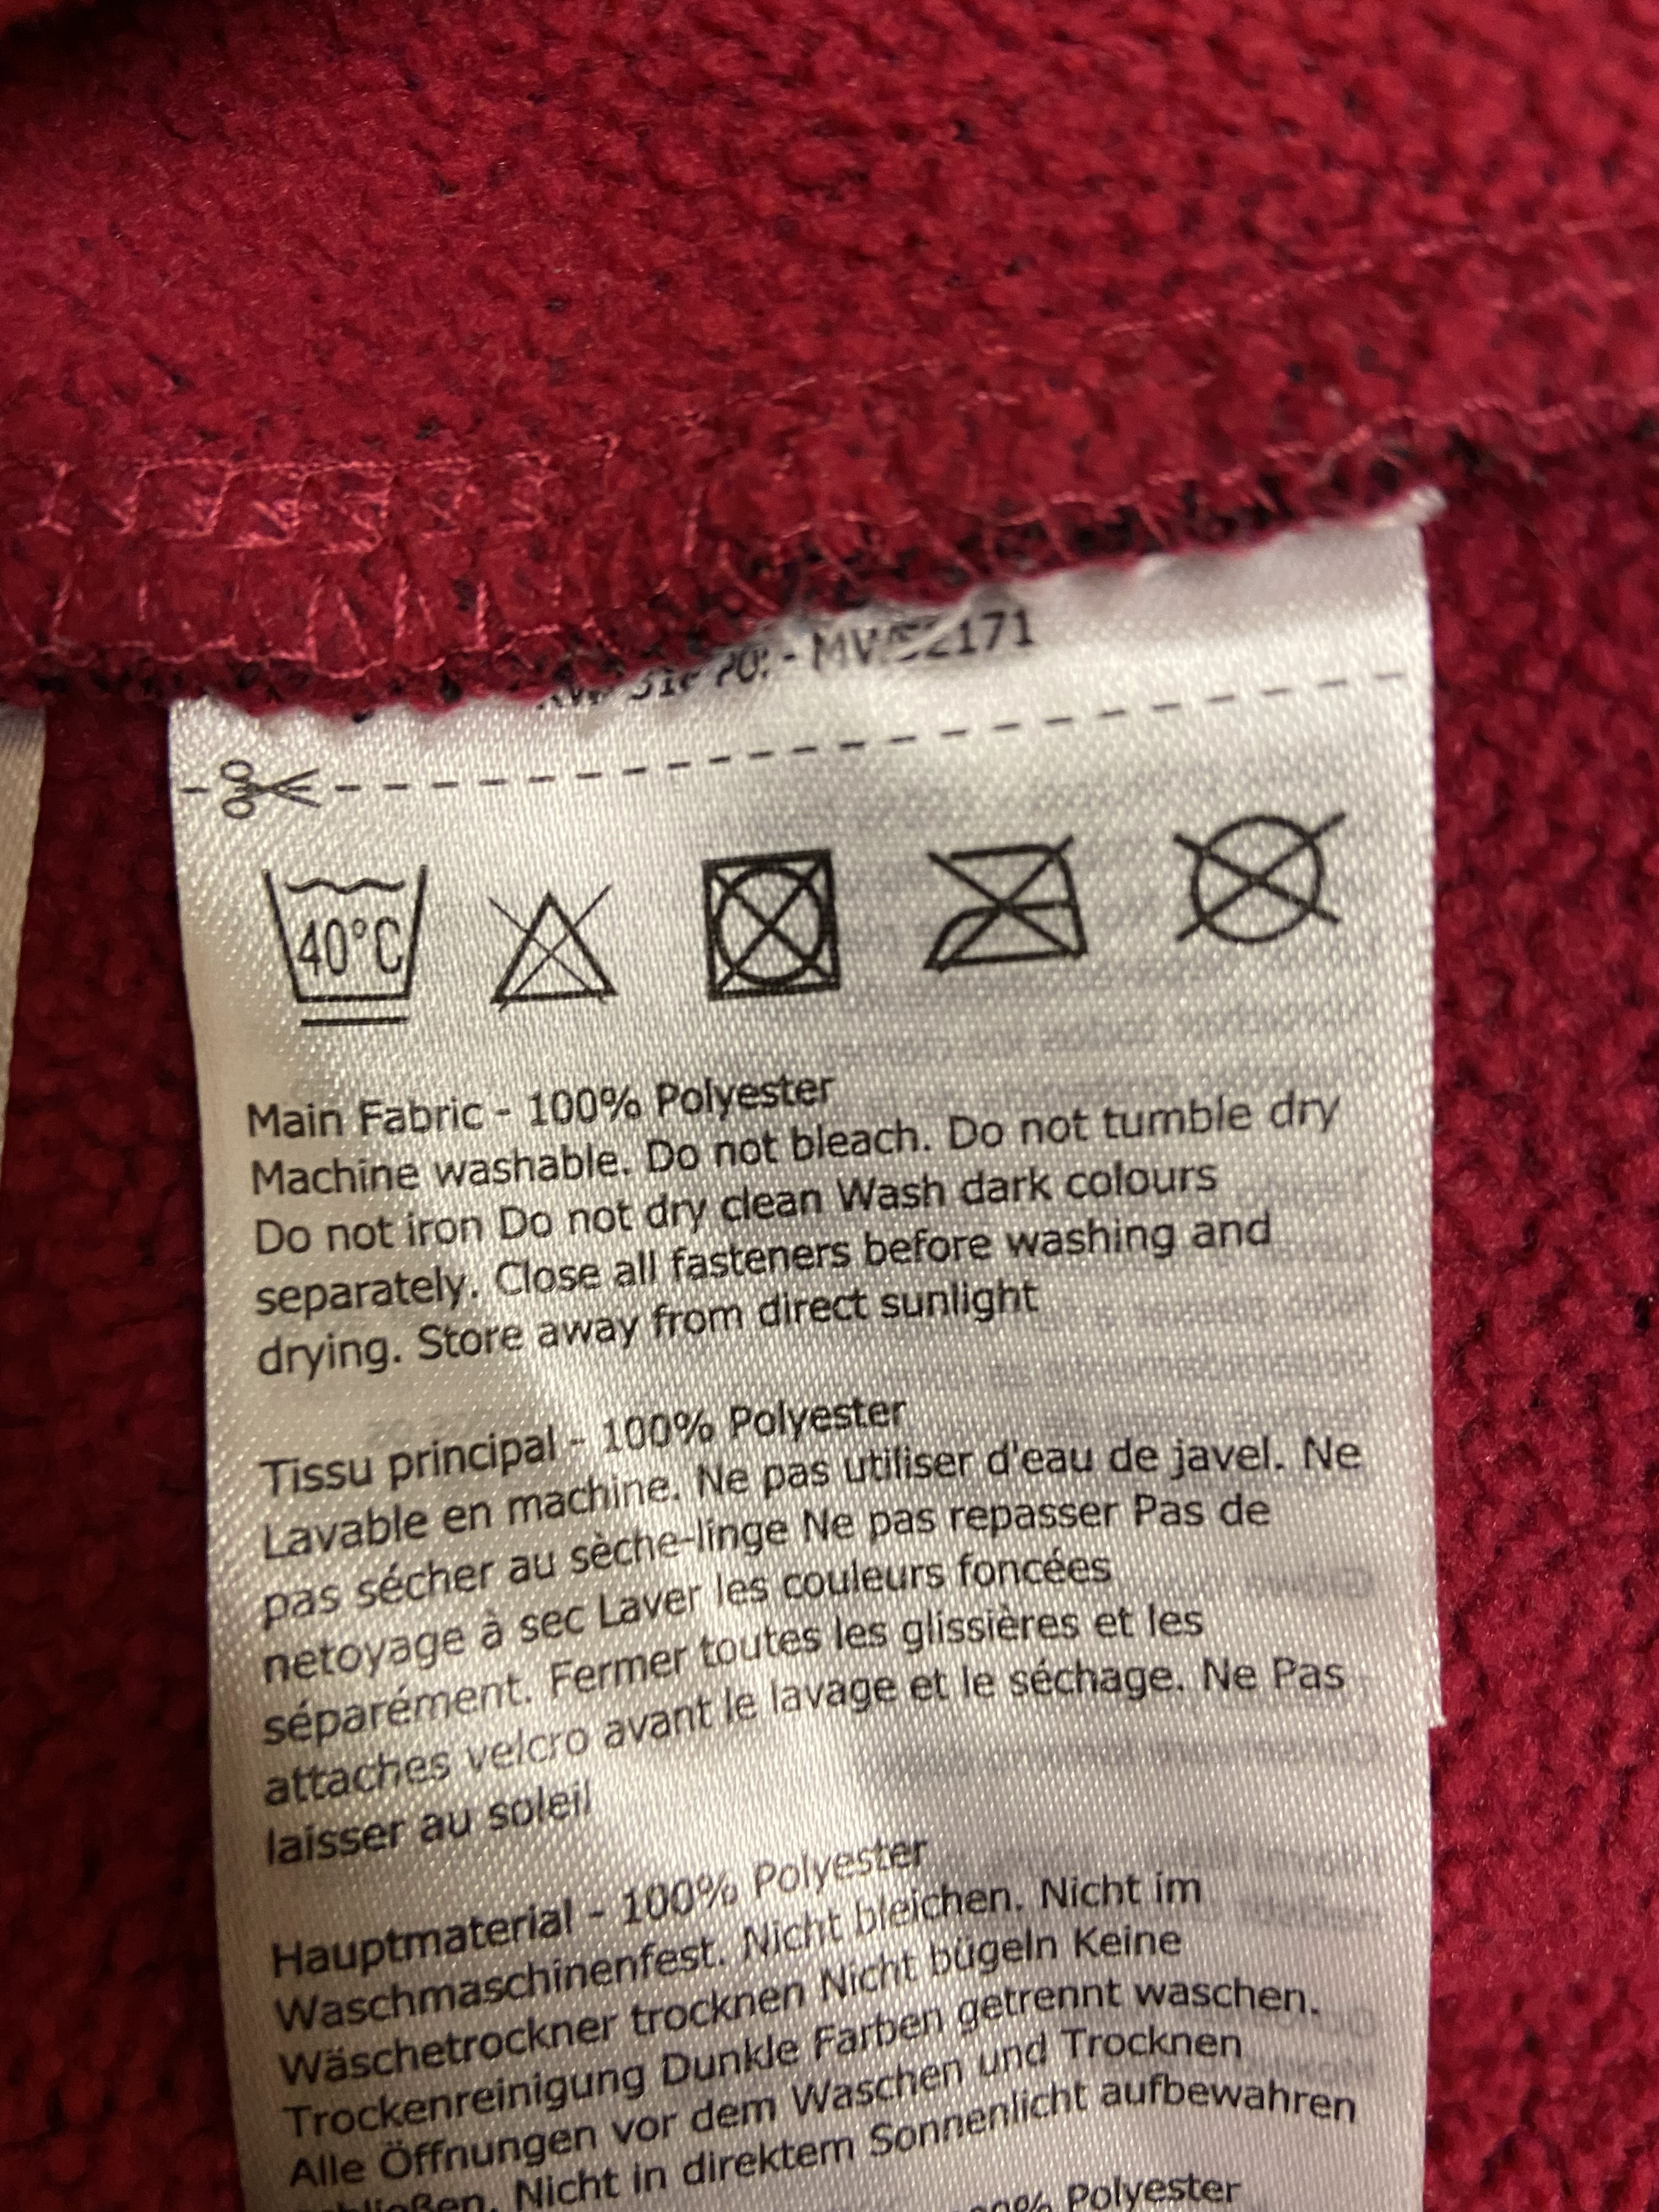 MV52171
40°C
Main Fabric - 100% Polyester
Machine washable. Do not bleach. Do not tumble dry
Do not iron Do not dry clean Wash dark colours
separately. Close all fasteners before washing and
drying. Store away from direct sunlight
Tissu principal - 100% Polyester
Lavable en machine. Ne pas utiliser d'eau de javel. Ne
pas sécher au sèche-linge Ne pas repasser Pas de
netoyage à sec Laver les couleurs foncées
séparément. Fermer toutes les glissières et les
attaches velcro avant le lavage et le séchage. Ne Pas
laisser au soleil
Hauptmaterial - 100% Polyester
Waschmaschinenfest. Nicht bleichen. Nicht im
Wäschetrockner trocknen Nicht bügeln Keine
Trockenreinigung Dunkle Farben getrennt waschen.
Alle Öffnungen vor dem Waschen und Trocknen
Nicht in direktem Sonnenlicht aufbewahren
Polyester